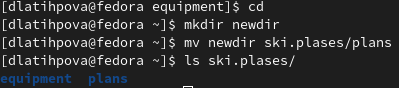 [dlatihpova@fedora equipment]$ cd
[dlatihpova@fedora ~]$ mkdir newdir
[dlatihpova@fedora ~]$ mv newdir ski.plases/plans
[dlatihpova@fedora ~]$ ls ski.plases/
equipment  plans